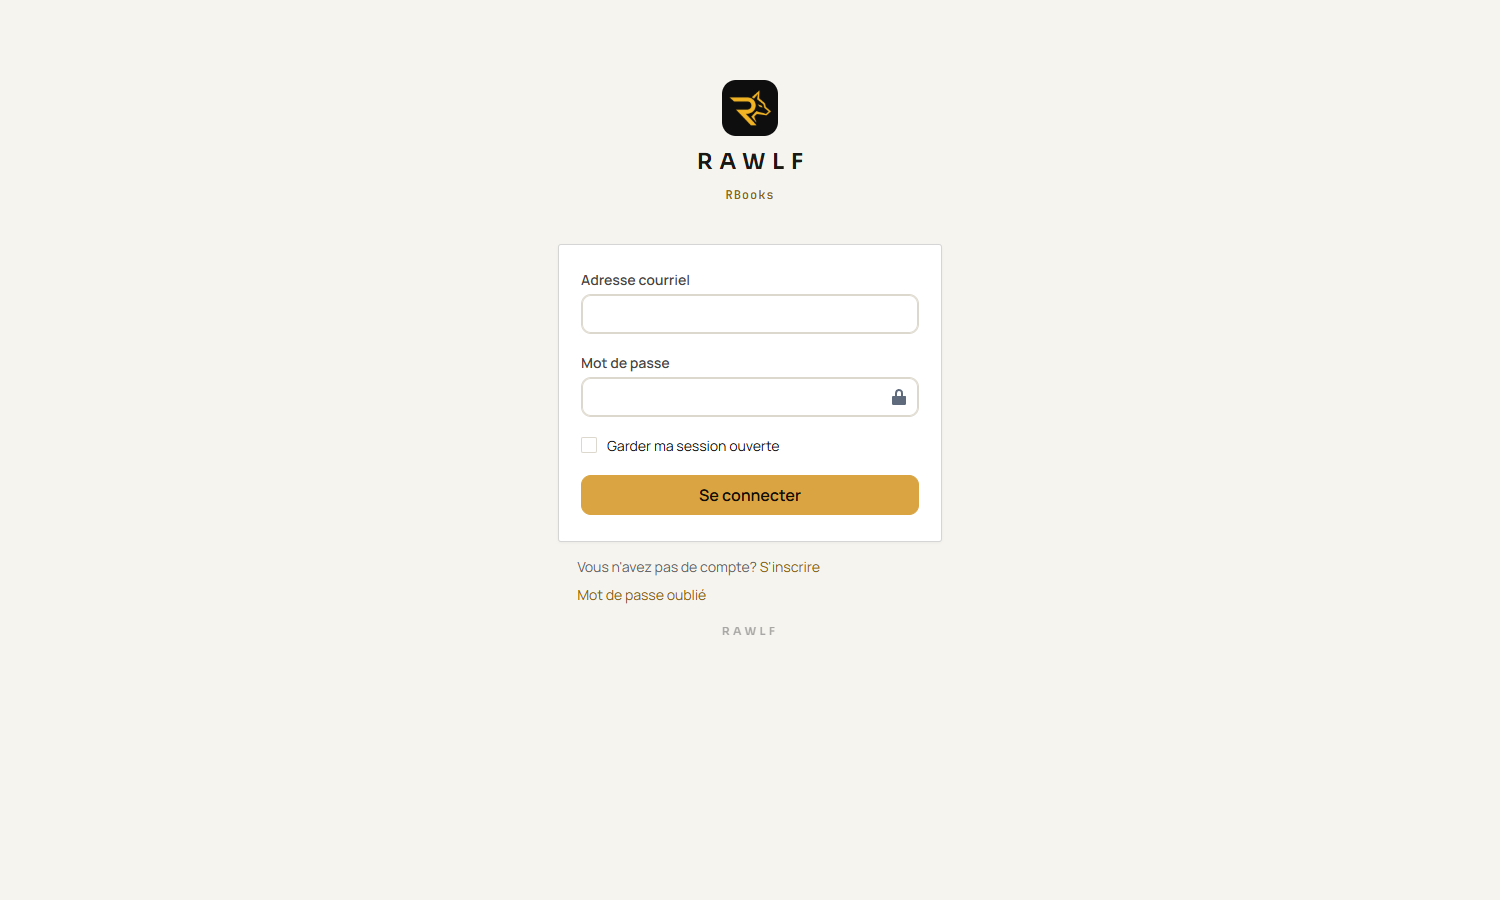 RAWLF
RBooks
Adresse courriel
Mot de passe
Garder ma session ouverte
Se connecter
Vous n'avez pas de compte? S'inscrire
Mot de passe oublié
RAWLF